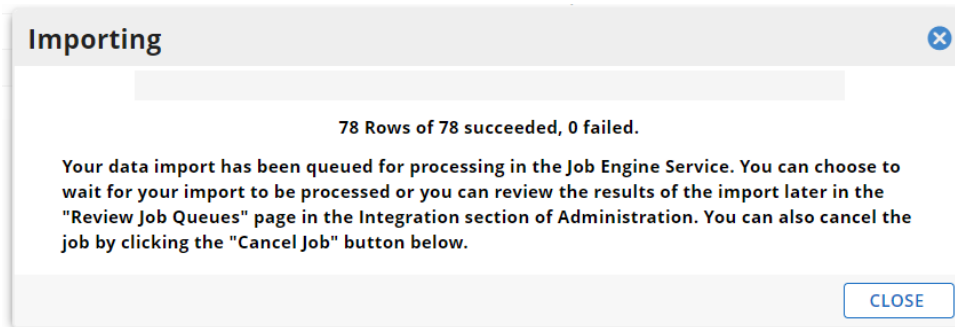 Importing
78 Rows of 78 succeeded, 0 failed.
Your data import has been queued for processing in the Job Engine Service. You can choose to
wait for your import to be processed or you can review the results of the import later in the
"Review Job Queues" page in the Integration section of Administration. You can also cancel the
job by clicking the "Cancel Job" button below.
CLOSE